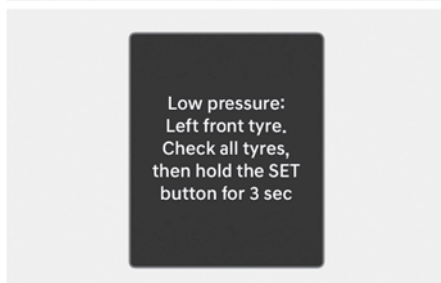 Low pressure:
Left front tyre.
Check all tyres,
then hold the SET
button for 3 sec